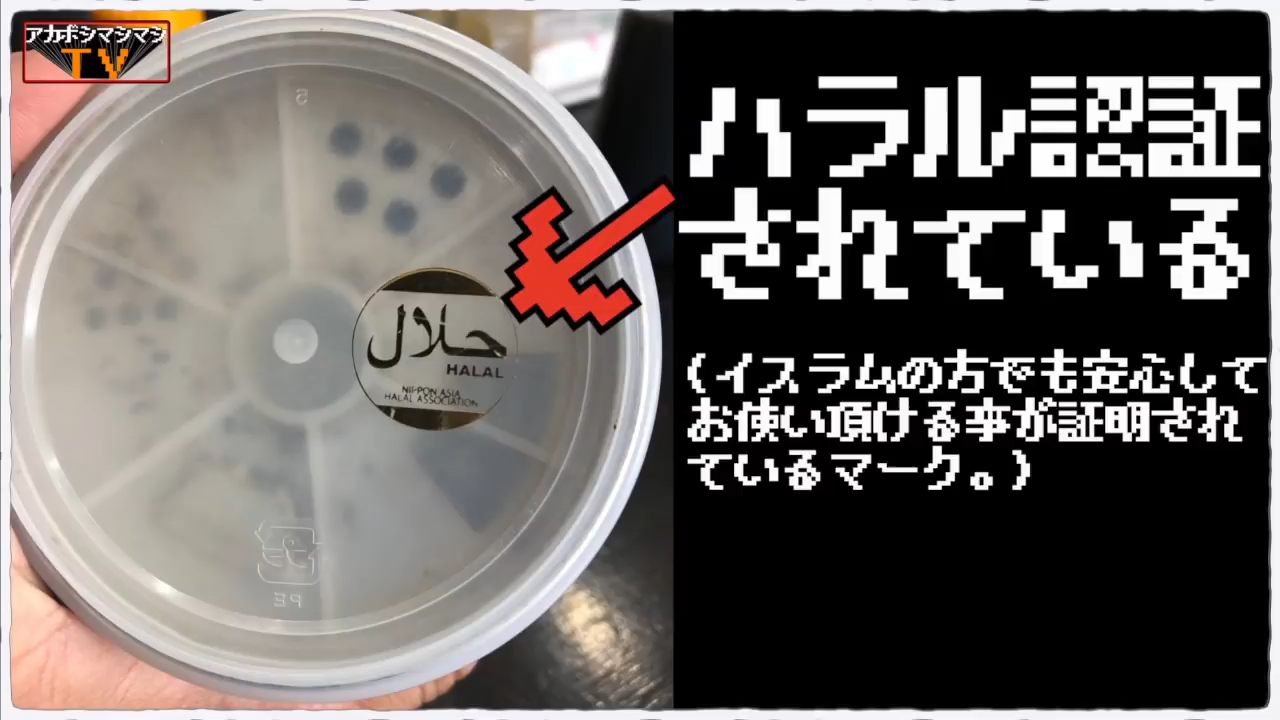 アカボシマシマシ
TV
ハラル認証
されている
(イスラムの方でも安心して
お使い頂ける事が証明され
ているマーク。)
S
حلال
HALAL
NIPPON ASIA
HALAL ASSOCIATION
PE